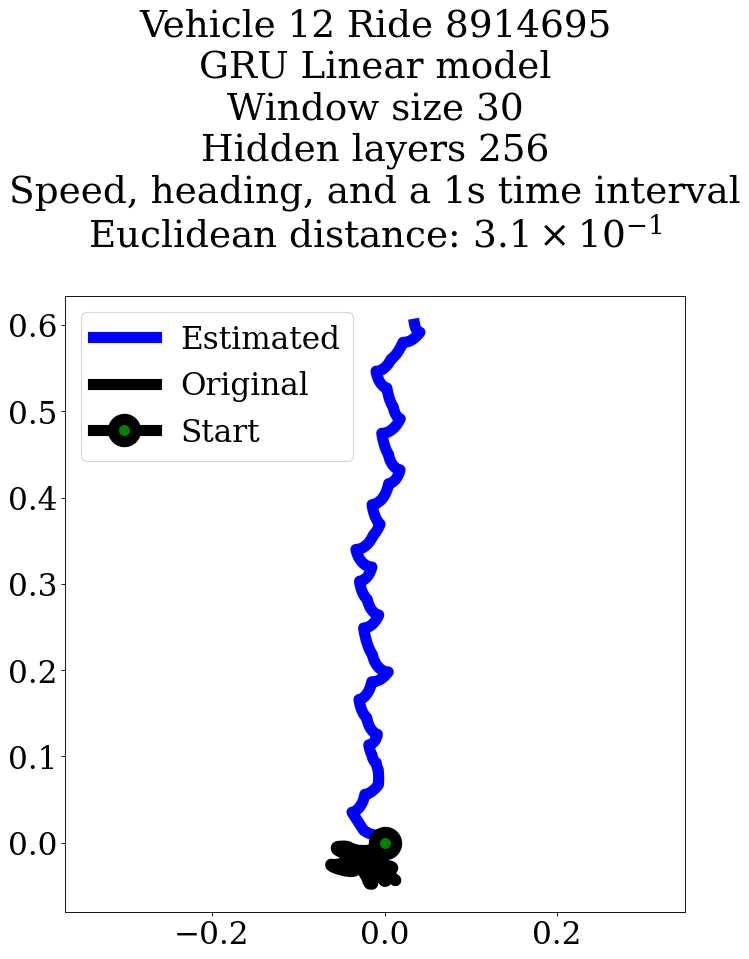 Vehicle 12 Ride 8914695
GRU Linear model
Window size 30
Hidden layers 256
Speed, heading, and a 1s time interval
Euclidean distance: 3.1 × 10⁻¹
Estimated
Original
Start
0.6
0.5
0.4
0.3
0.2
0.1
0.0
−0.2 0.0 0.2